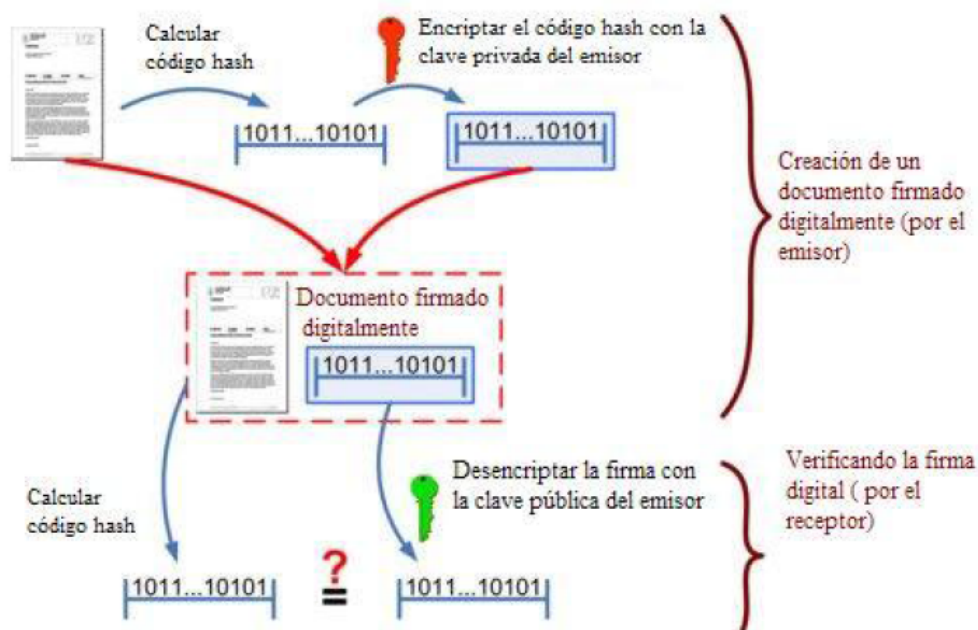 Calcular
código hash
Encriptar el código hash con la
clave privada del emisor
1011...10101
1011...10101
Creación de un
documento firmado
digitalmente (por el
emisor)
Documento firmado
digitalmente
1011...10101
Calcular
código hash
Desencriptar la firma con
la clave pública del emisor
Verificando la firma
digital ( por el
receptor)
1011...10101
?
=
1011...10101